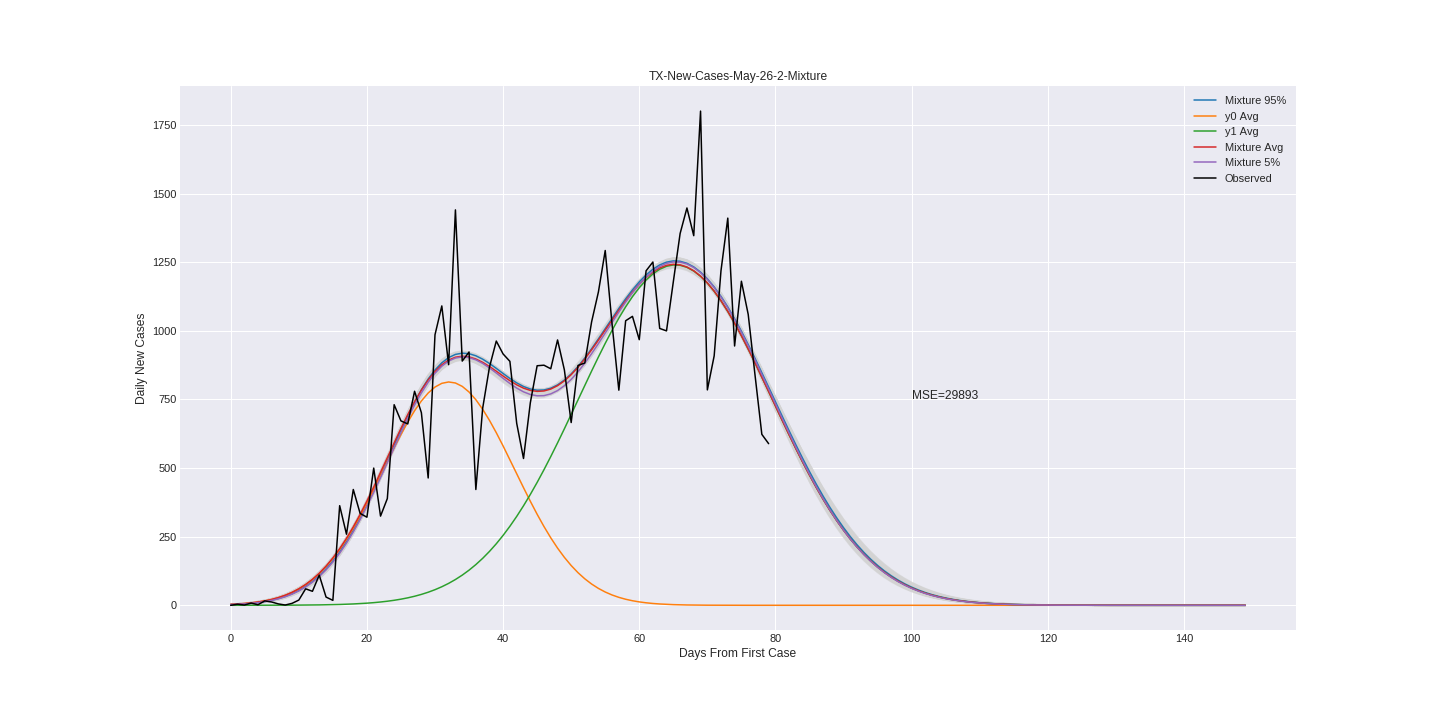 TX-New-Cases-May-26-2-Mixture
Mixture 95%
y0 Avg
y1 Avg
Mixture Avg
Mixture 5%
Observed
1750
1500
1250
1000
750
500
250
0
Daily New Cases
MSE=29893
0 20 40 60 80 100 120 140
Days From First Case